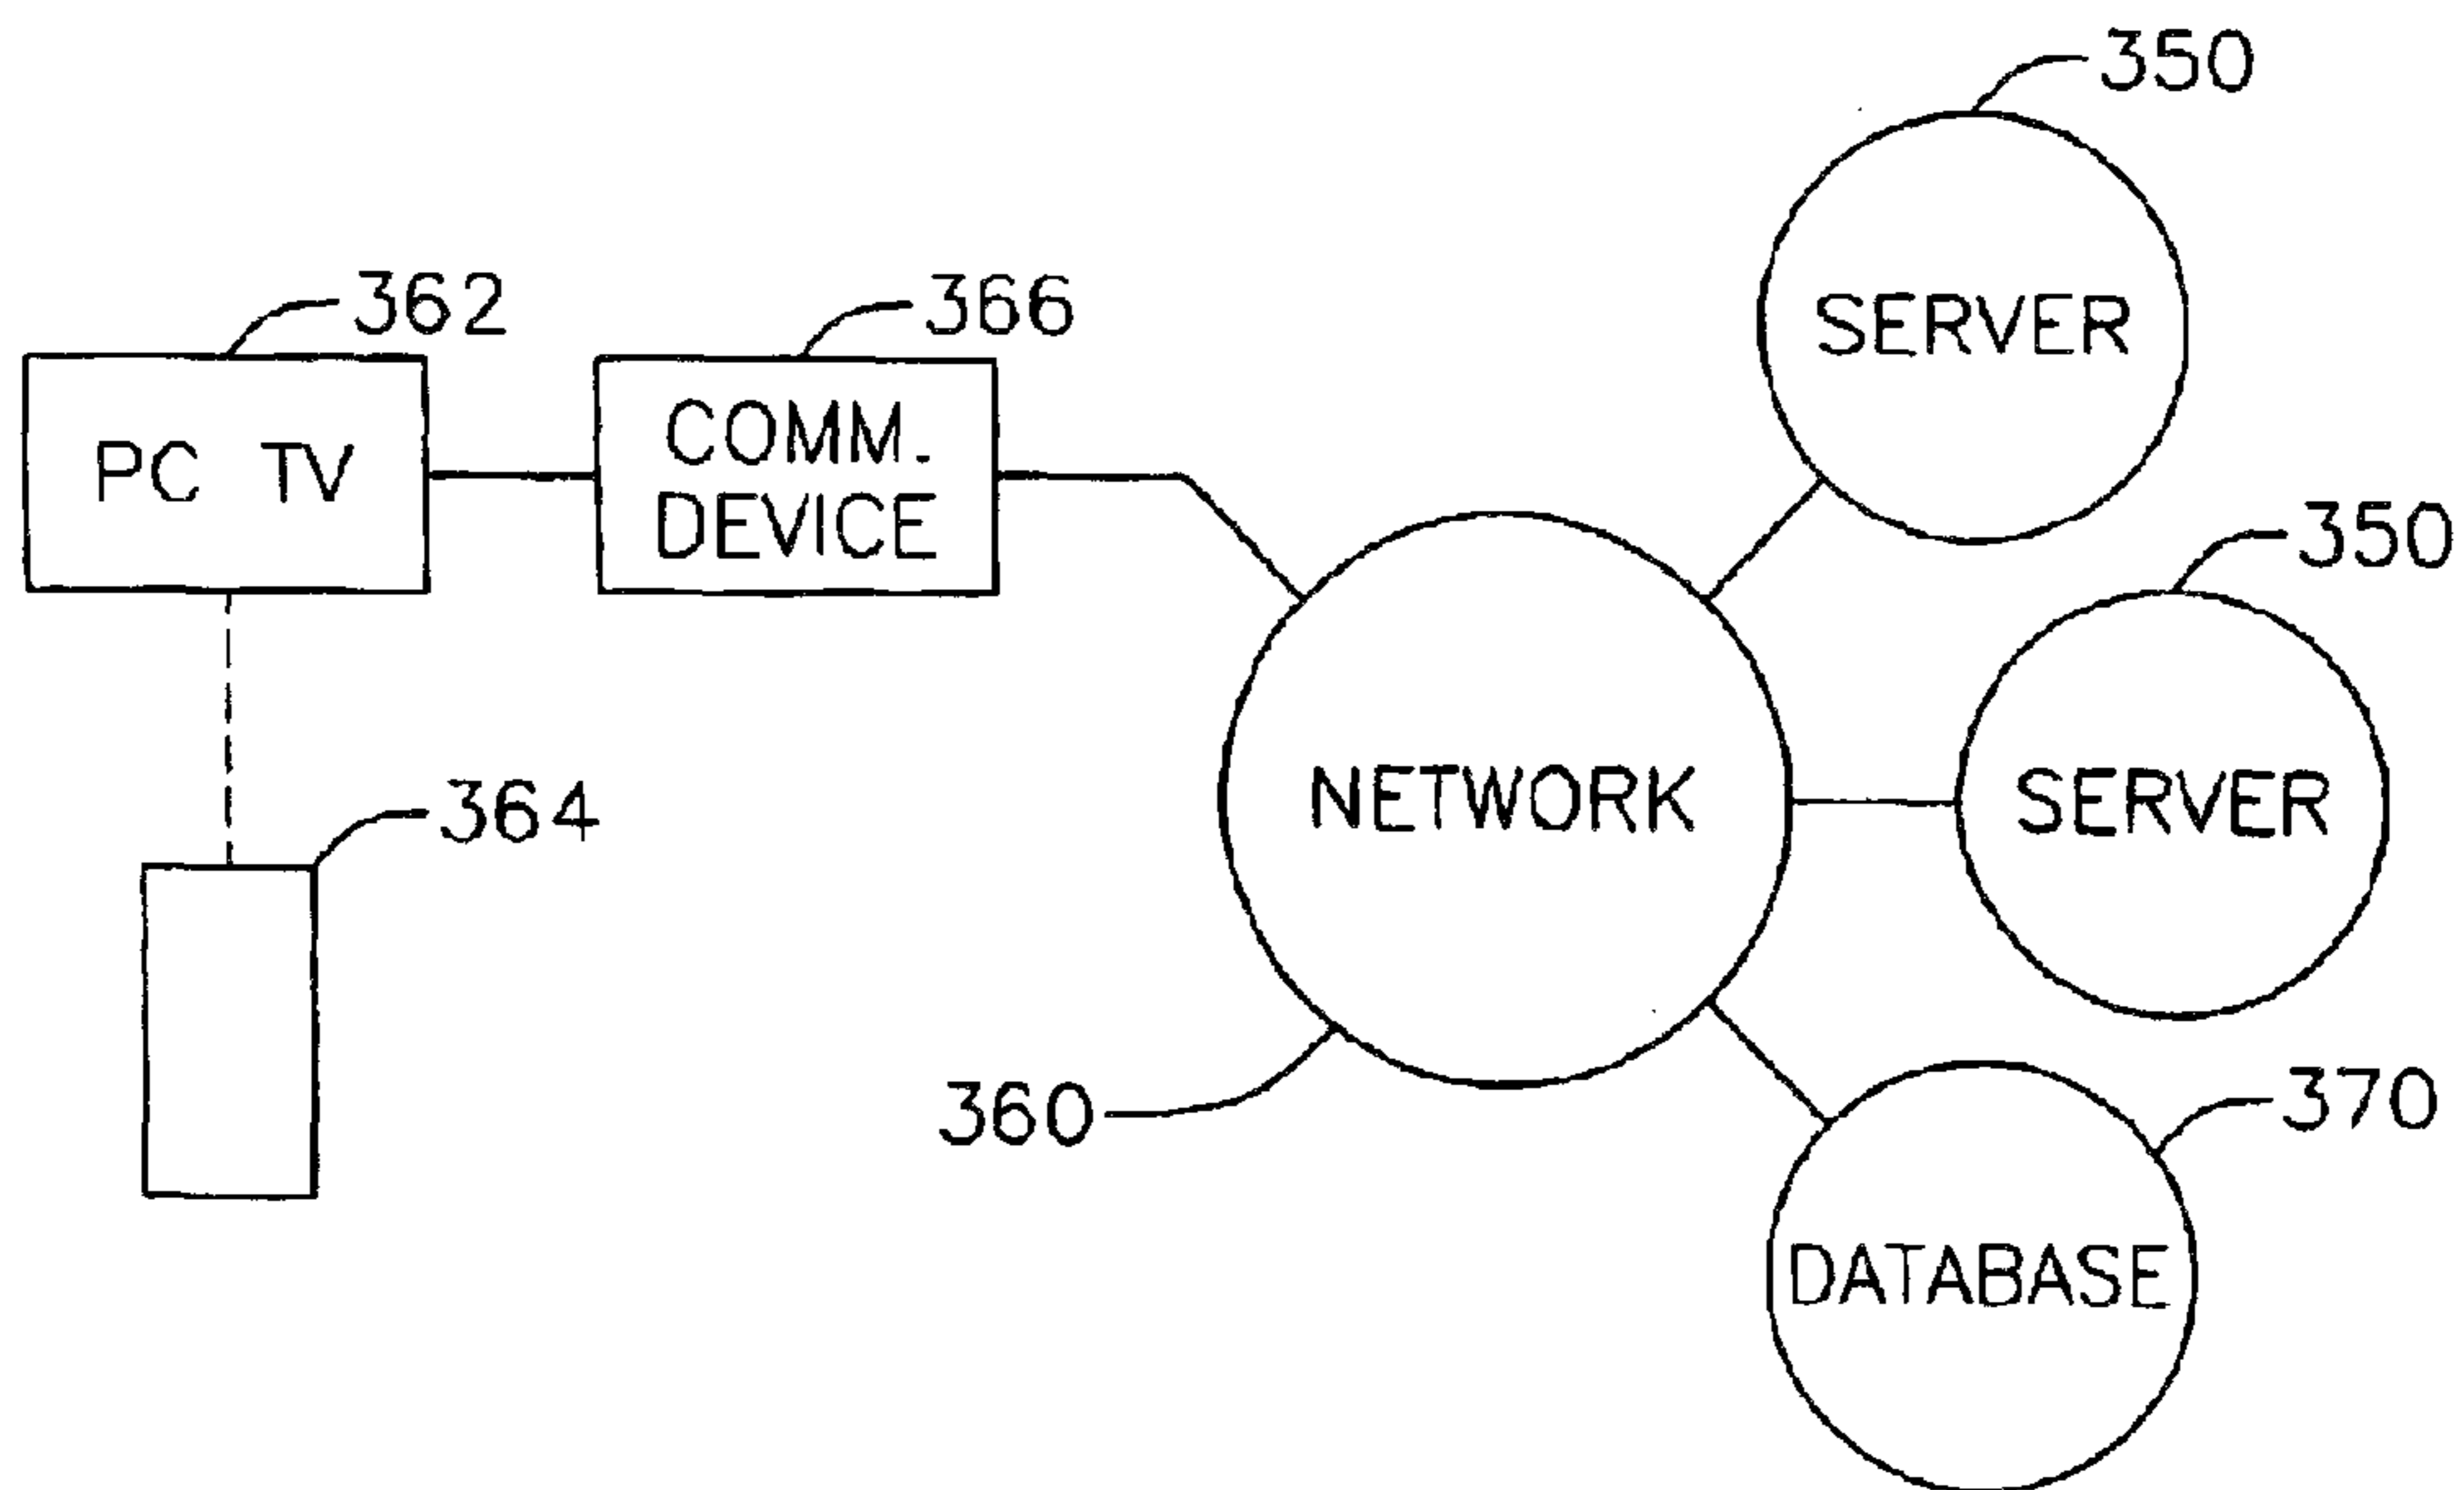 350
362
366
SERVER
PC TV
COMM.
DEVICE
350
364
NETWORK
SERVER
360
370
DATABASE